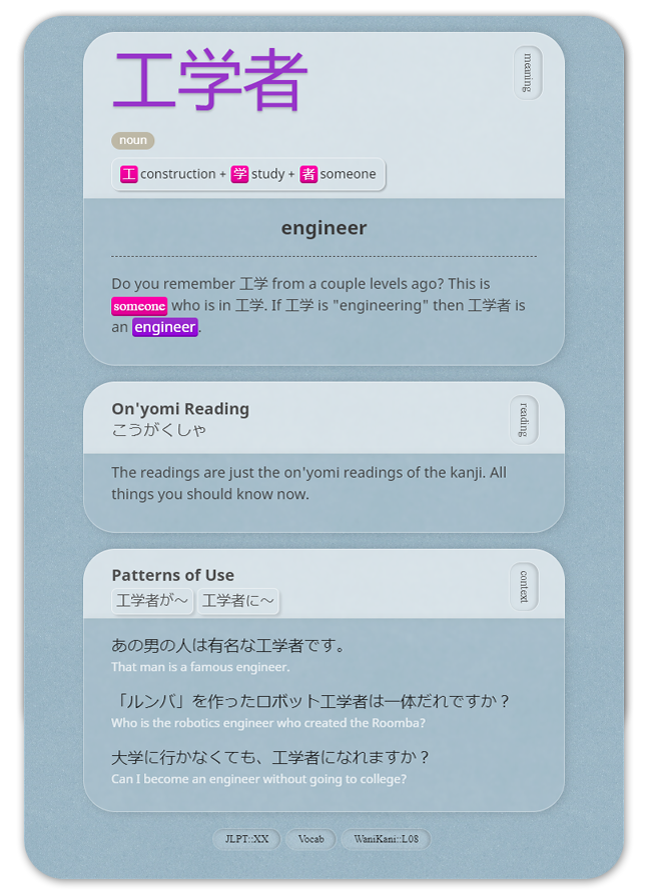 工学者
meaning
noun
工 construction + 学 study + 者 someone
engineer
Do you remember 工学 from a couple levels ago? This is
someone who is in 工学. If 工学 is "engineering" then 工学者 is
an engineer.
On'yomi Reading
reading
こうがくしゃ
The readings are just the on'yomi readings of the kanji. All
things you should know now.
Patterns of Use
context
工学者が〜 工学者に〜
あの男の人は有名な工学者です。
That man is a famous engineer.
「ルンバ」を作ったロボット工学者は一体だれですか？
Who is the robotics engineer who created the Roomba?
大学に行かなくても、工学者になれますか？
Can I become an engineer without going to college?
JLPT::XX Vocab WaniKani::L08